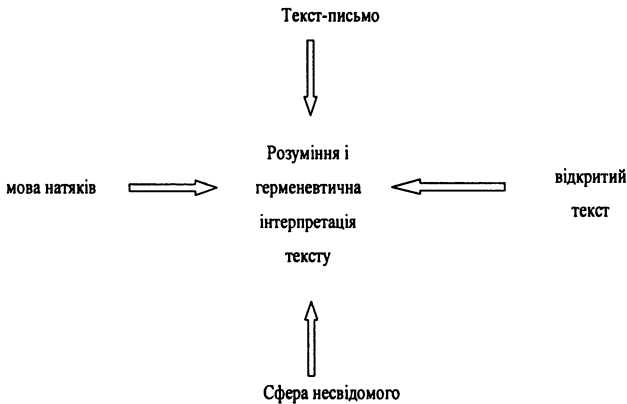 Текст-письмо
Розуміння і
герменевтична
інтерпретація
тексту
мова натяків
відкритий
текст
Сфера несвідомого